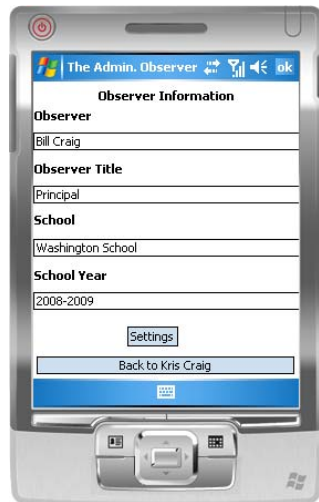 The Admin. Observer ok
Observer Information
Observer
Bill Craig
Observer Title
Principal
School
Washington School
School Year
2008-2009
Settings
Back to Kris Craig